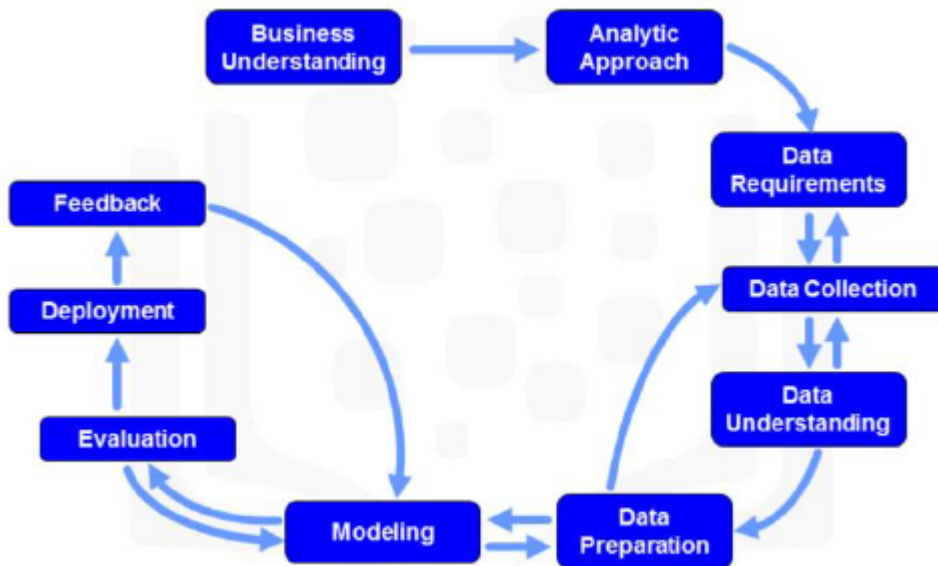 Business
Understanding
Analytic
Approach
Data
Requirements
Data Collection
Data
Understanding
Data
Preparation
Modeling
Evaluation
Deployment
Feedback